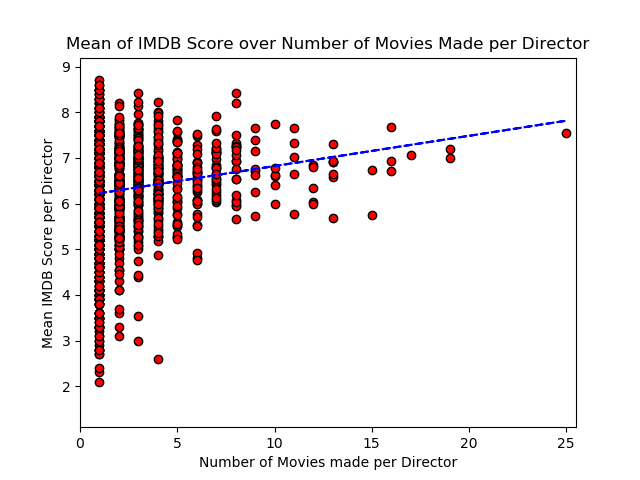 Mean of IMDB Score over Number of Movies Made per Director
9
8
7
6
5
4
3
2
Mean IMDB Score per Director
0 5 10 15 20 25
Number of Movies made per Director